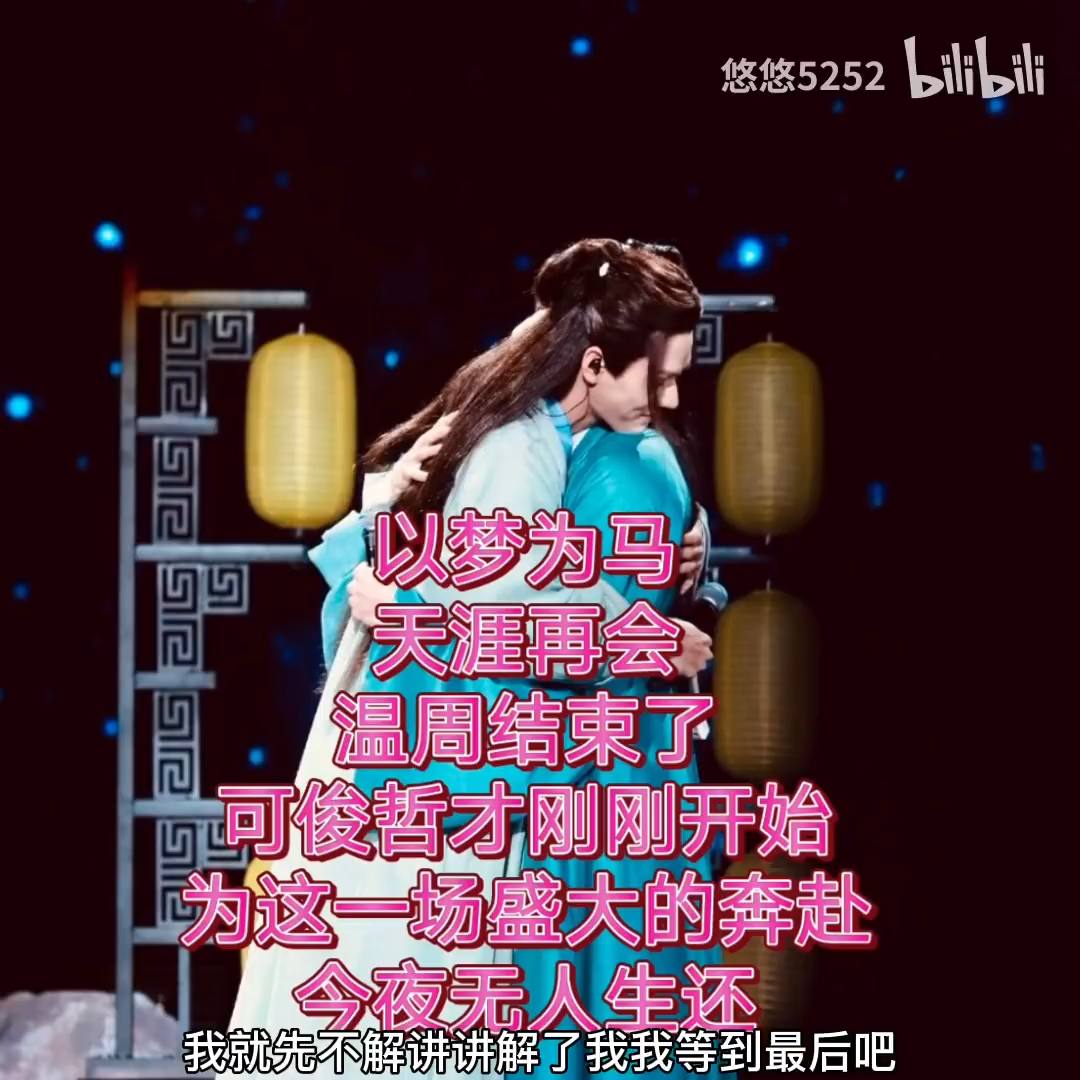 悠悠5252 bilibili
以梦为马
天涯再会
温周结束了
可俊哲才刚刚开始
为这一场盛大的奔赴
今夜无人生还
我就先不解讲讲解了我我等到最后吧